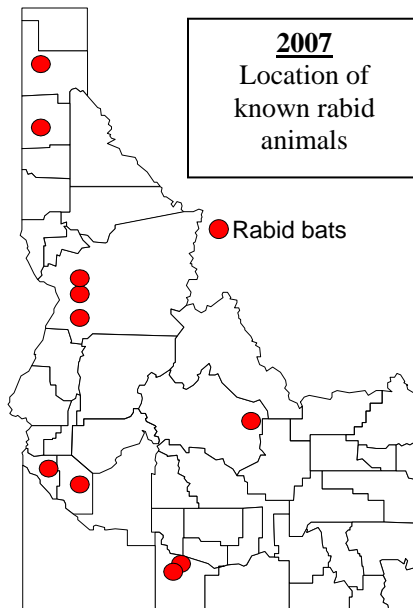 2007
Location of
known rabid
animals
Rabid bats